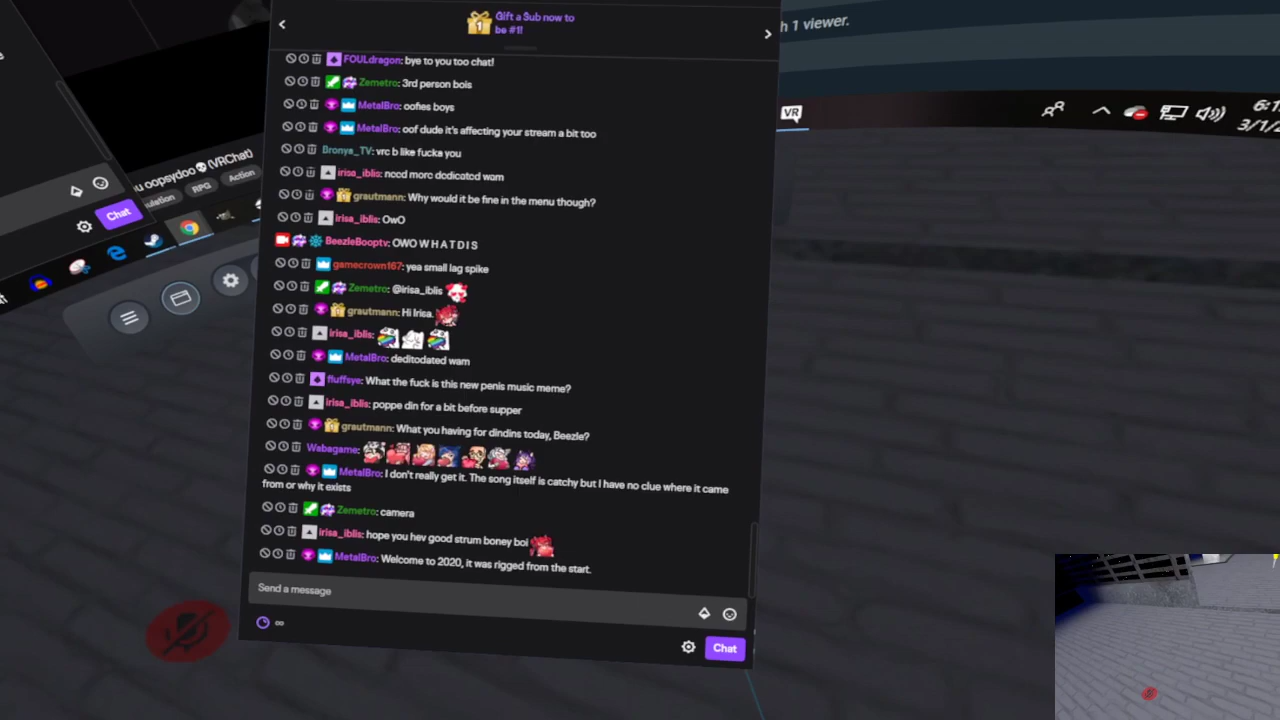 Gift a Sub now to
be #1!
h 1 viewer.
FOULdragon: bye to you too chat!
Zemetro: 3rd person bois
MetalBro: oofies boys
MetalBro: oof dude it's affecting your stream a bit too
Bronya_TV: vrc b like fucka you
irisa_iblis: need more dedicated wam
grautmann: Why would it be fine in the menu though?
irisa_iblis: OwO
BeezleBooptv: OWO W H A T D I S
gamecrown167: yea small lag spike
Zemetro: @irisa_iblis
grautmann: Hi Irisa.
irisa_iblis:
MetalBro: deditodated wam
fluffsye: What the fuck is this new penis music meme?
irisa_iblis: poppe din for a bit before supper
grautmann: What you having for dindins today, Beezle?
Wabagame:
MetalBro: I don't really get it. The song itself is catchy but I have no clue where it came
from or why it exists
Zemetro: camera
irisa_iblis: hope you hev good strum boney boi
MetalBro: Welcome to 2020, it was rigged from the start.
Send a message
∞
Chat
u oopsydoo💀 (VRChat)
RPG
Action
Chat
VR
6:1
3/1/